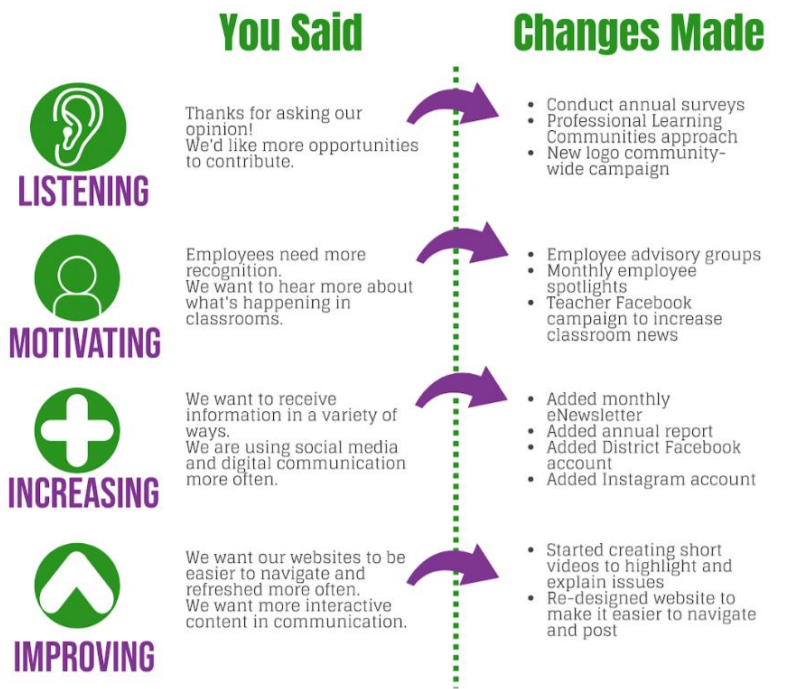 You Said
Changes Made
LISTENING
Thanks for asking our
opinion!
We'd like more opportunities
to contribute.
• Conduct annual surveys
• Professional Learning
Communities approach
• New logo community-
wide campaign
MOTIVATING
Employees need more
recognition.
We want to hear more about
what's happening in
classrooms.
• Employee advisory groups
• Monthly employee
spotlights
• Teacher Facebook
campaign to increase
classroom news
INCREASING
We want to receive
information in a variety of
ways.
We are using social media
and digital communication
more often.
• Added monthly
eNewsletter
• Added annual report
• Added District Facebook
account
• Added Instagram account
IMPROVING
We want our websites to be
easier to navigate and
refreshed more often.
We want more interactive
content in communication.
• Started creating short
videos to highlight and
explain issues
• Re-designed website to
make it easier to navigate
and post